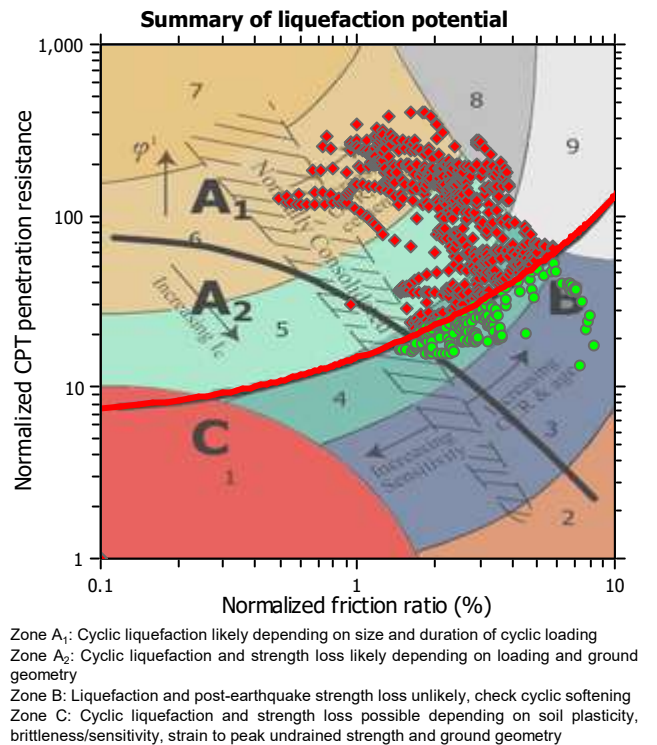 Summary of liquefaction potential
1,000
100
10
1
0.1
1
10
Normalized CPT penetration resistance
Normalized friction ratio (%)
7
8
9
φ'
A1
6
A2
Normally Consolidated
Increasing Ic
5
B
4
Increasing
OCR & age
3
Increasing
Sensitivity
C
1
2
Zone A1: Cyclic liquefaction likely depending on size and duration of cyclic loading
Zone A2: Cyclic liquefaction and strength loss likely depending on loading and ground
geometry
Zone B: Liquefaction and post-earthquake strength loss unlikely, check cyclic softening
Zone C: Cyclic liquefaction and strength loss possible depending on soil plasticity,
brittleness/sensitivity, strain to peak undrained strength and ground geometry